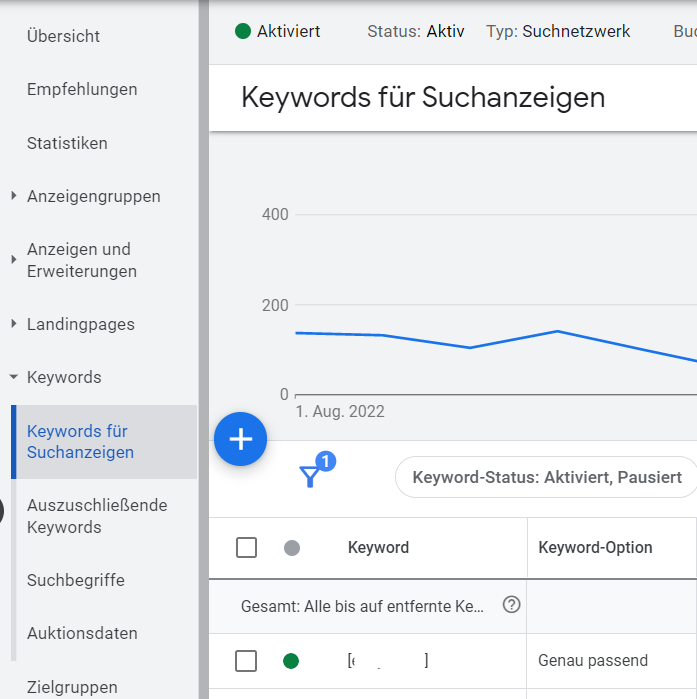 Übersicht
Empfehlungen
Statistiken
Anzeigengruppen
Anzeigen und
Erweiterungen
Landingpages
Keywords
Keywords für
Suchanzeigen
Auszuschließende
Keywords
Suchbegriffe
Auktionsdaten
Zielgruppen
Aktiviert Status: Aktiv Typ: Suchnetzwerk
Keywords für Suchanzeigen
400
200
0
1. Aug. 2022
1
Keyword-Status: Aktiviert, Pausiert
Keyword Keyword-Option
Gesamt: Alle bis auf entfernte Ke...
Genau passend